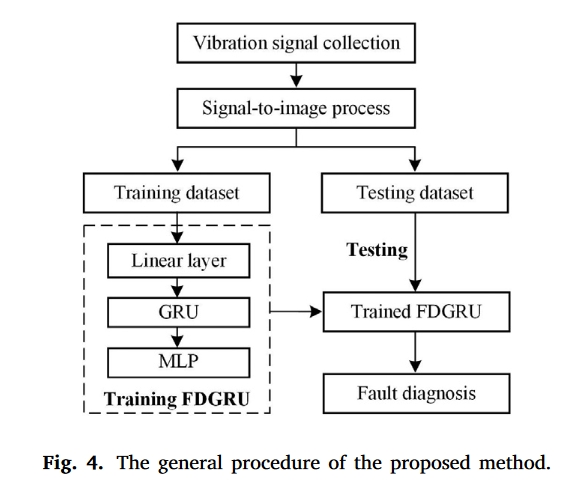 Vibration signal collection
Signal-to-image process
Training dataset
Testing dataset
Linear layer
Testing
GRU
Trained FDGRU
MLP
Training FDGRU
Fault diagnosis
Fig. 4. The general procedure of the proposed method.